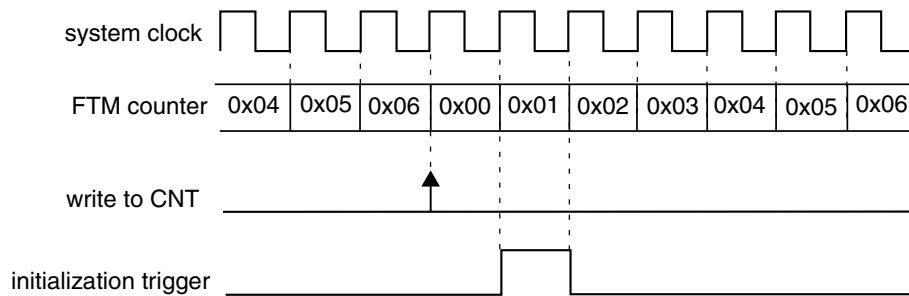 system clock
FTM counter 0x04 0x05 0x06 0x00 0x01 0x02 0x03 0x04 0x05 0x06
write to CNT
initialization trigger